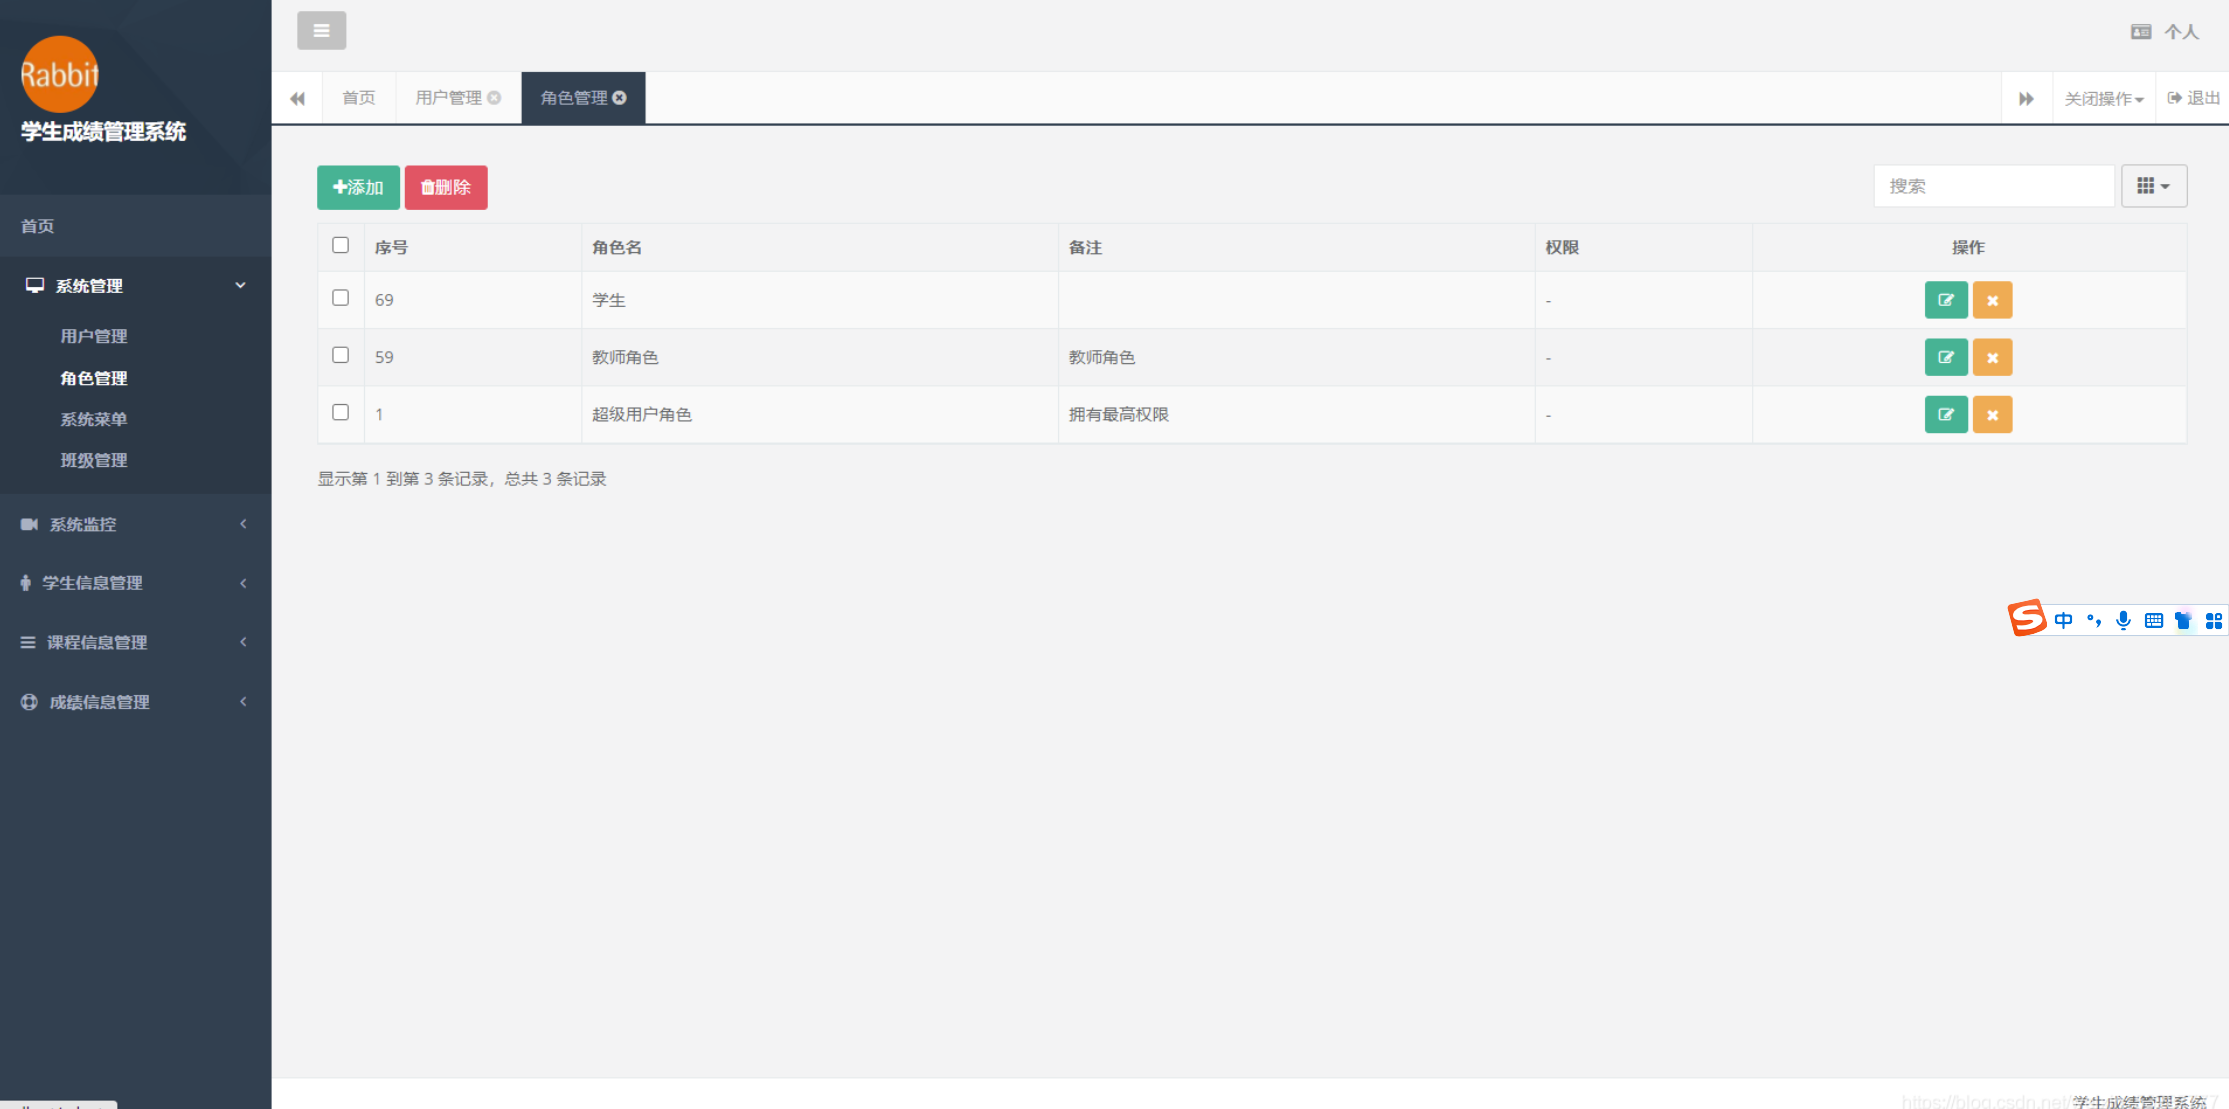 Rabbit
学生成绩管理系统
首页
系统管理
用户管理
角色管理
系统菜单
班级管理
系统监控
学生信息管理
课程信息管理
成绩信息管理
个人
首页
用户管理
角色管理
关闭操作
退出
添加
删除
搜索
序号 角色名 备注 权限 操作
69 学生 -
59 教师角色 教师角色 -
1 超级用户角色 拥有最高权限 -
显示第 1 到第 3 条记录，总共 3 条记录
中
https://blog.csdn.net/
学生成绩管理系统